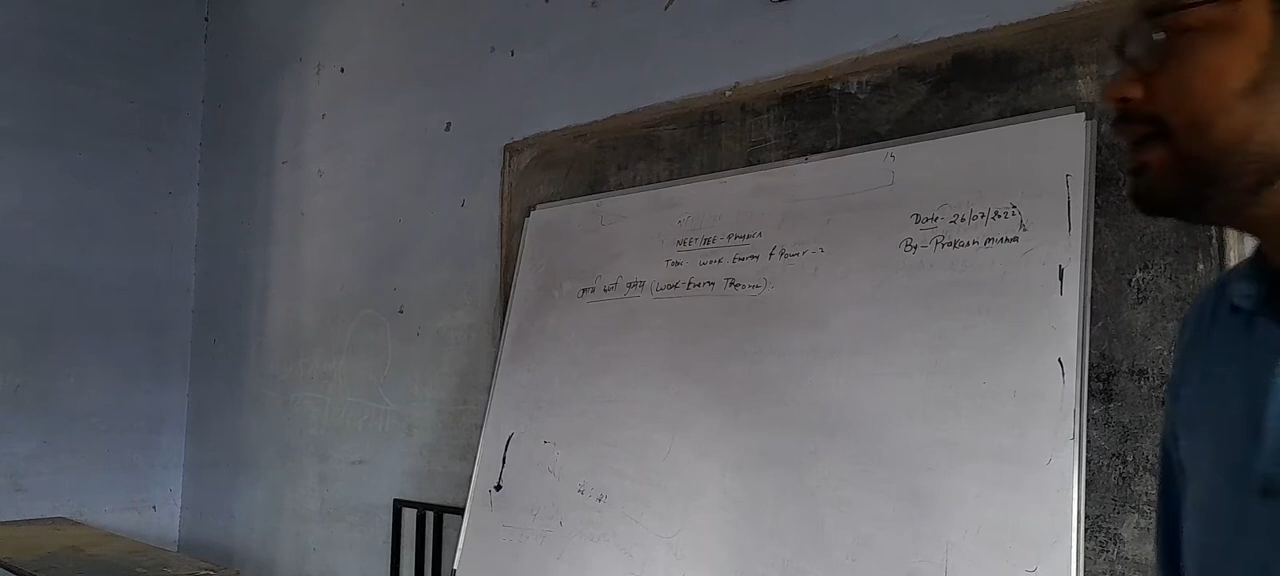 NEET/JEE - Physics
Date - 26/07/2022
Topic - Work, Energy & Power - 2
By - Prakash Mishra
कार्य ऊर्जा प्रमेय (Work-Energy Theorem) :